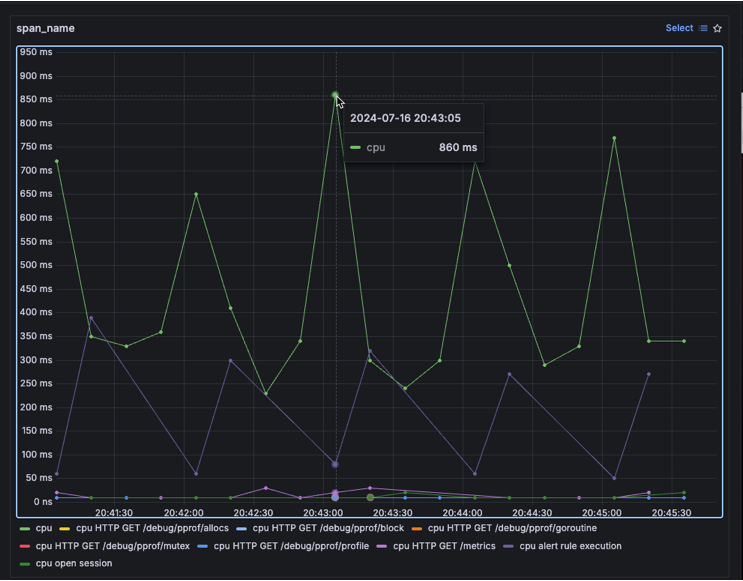 span_name Select
950 ms
900 ms
850 ms
800 ms
750 ms
700 ms
650 ms
600 ms
550 ms
500 ms
450 ms
400 ms
350 ms
300 ms
250 ms
200 ms
150 ms
100 ms
50 ms
0 ns
2024-07-16 20:43:05
cpu 860 ms
20:41:30 20:42:00 20:42:30 20:43:00 20:43:30 20:44:00 20:44:30 20:45:00 20:45:30
cpu cpu HTTP GET /debug/pprof/allocs cpu HTTP GET /debug/pprof/block cpu HTTP GET /debug/pprof/goroutine
cpu HTTP GET /debug/pprof/mutex cpu HTTP GET /debug/pprof/profile cpu HTTP GET /metrics cpu alert rule execution
cpu open session